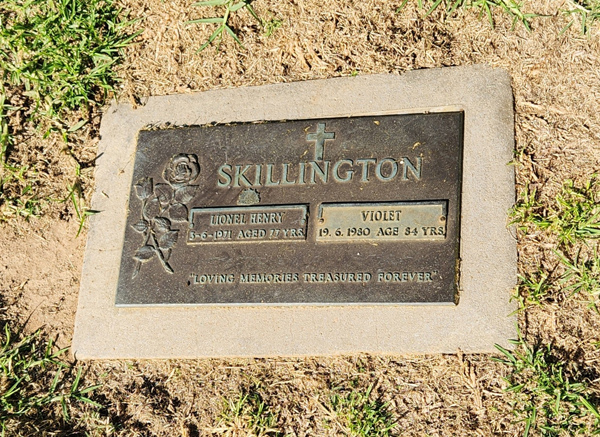 SKILLINGTON
LIONEL HENRY
3-6-1971 AGED 77 YRS.
VIOLET
19. 6. 1980 AGE 84 YRS.
"LOVING MEMORIES TREASURED FOREVER"